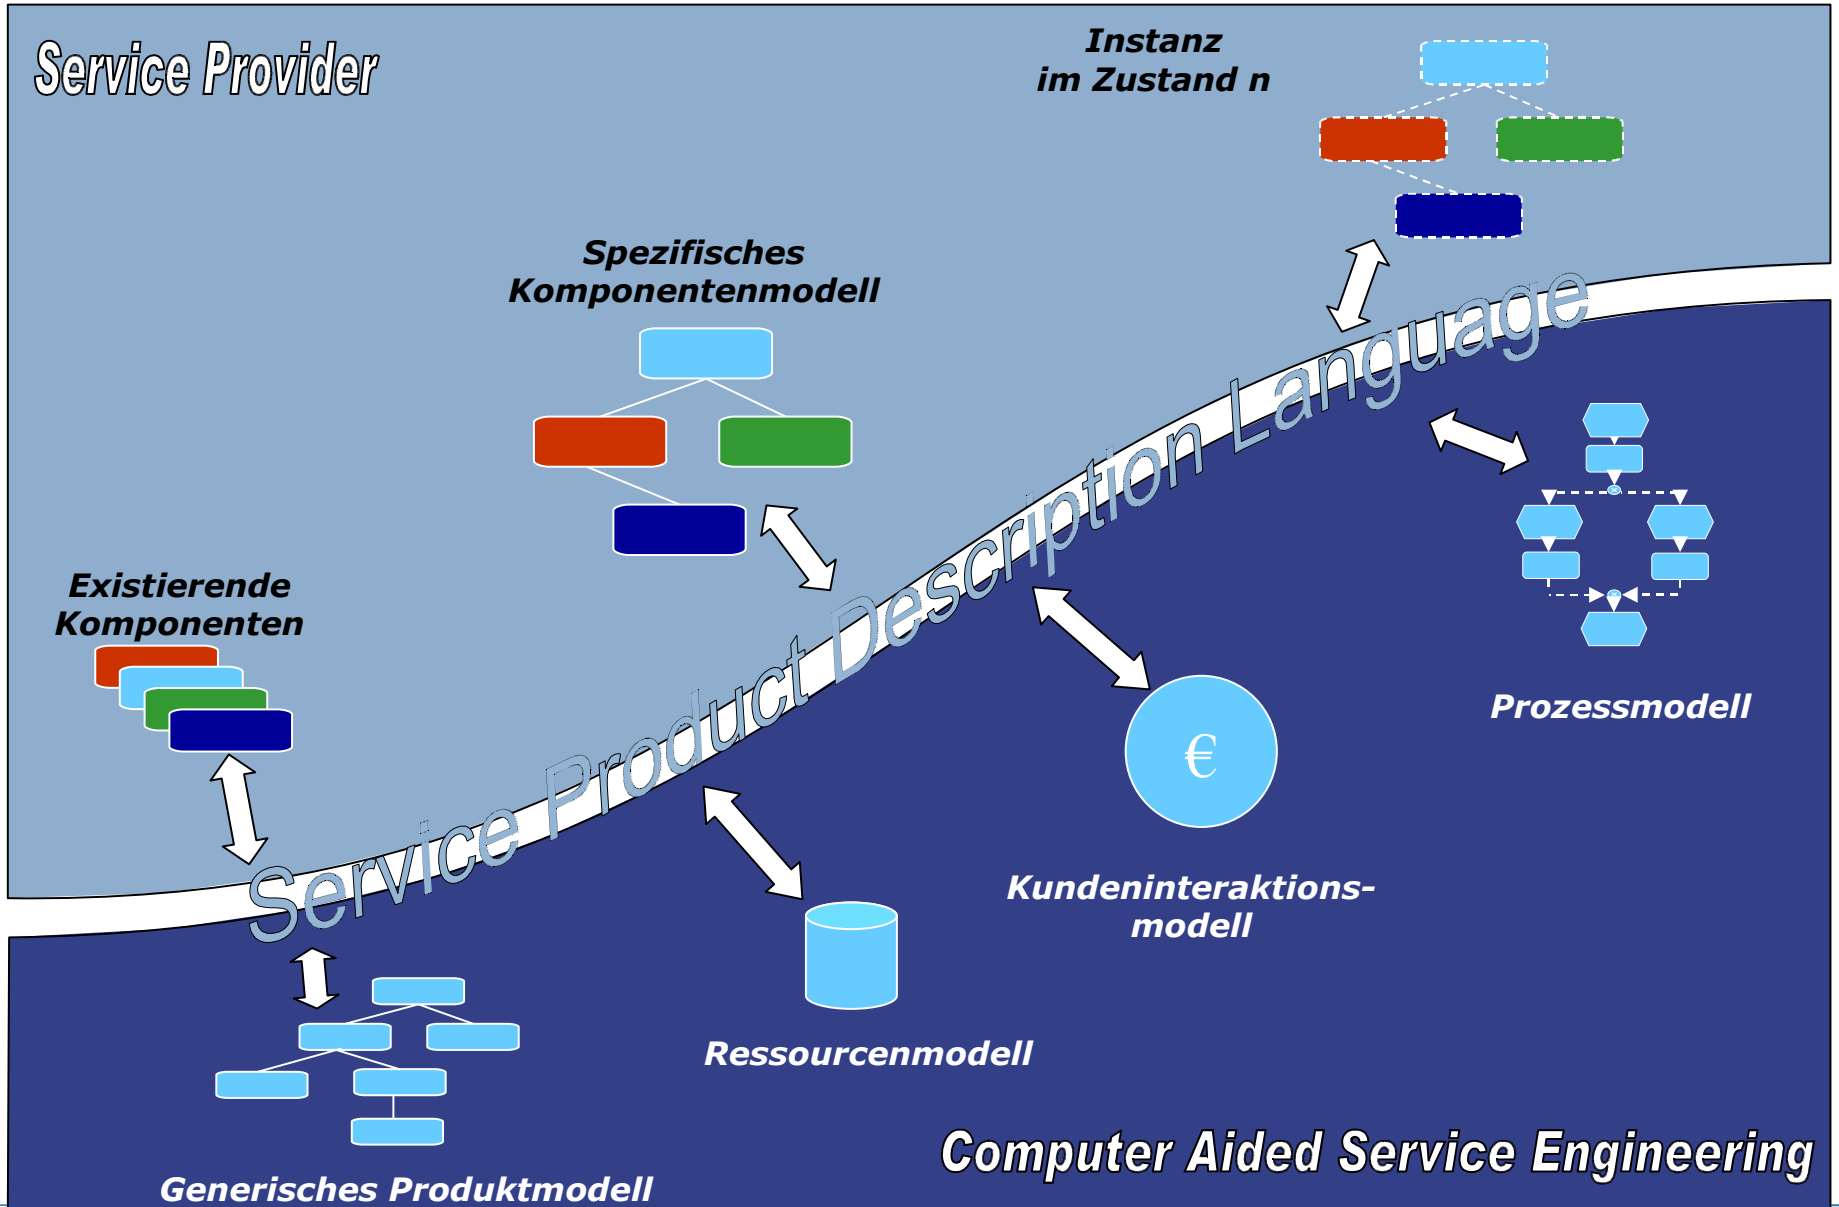 Service Provider
Instanz
im Zustand n
Spezifisches
Komponentenmodell
Existierende
Komponenten
Service Product Description Language
Prozessmodell
€
Kundeninteraktions-
modell
Ressourcenmodell
Generisches Produktmodell
Computer Aided Service Engineering